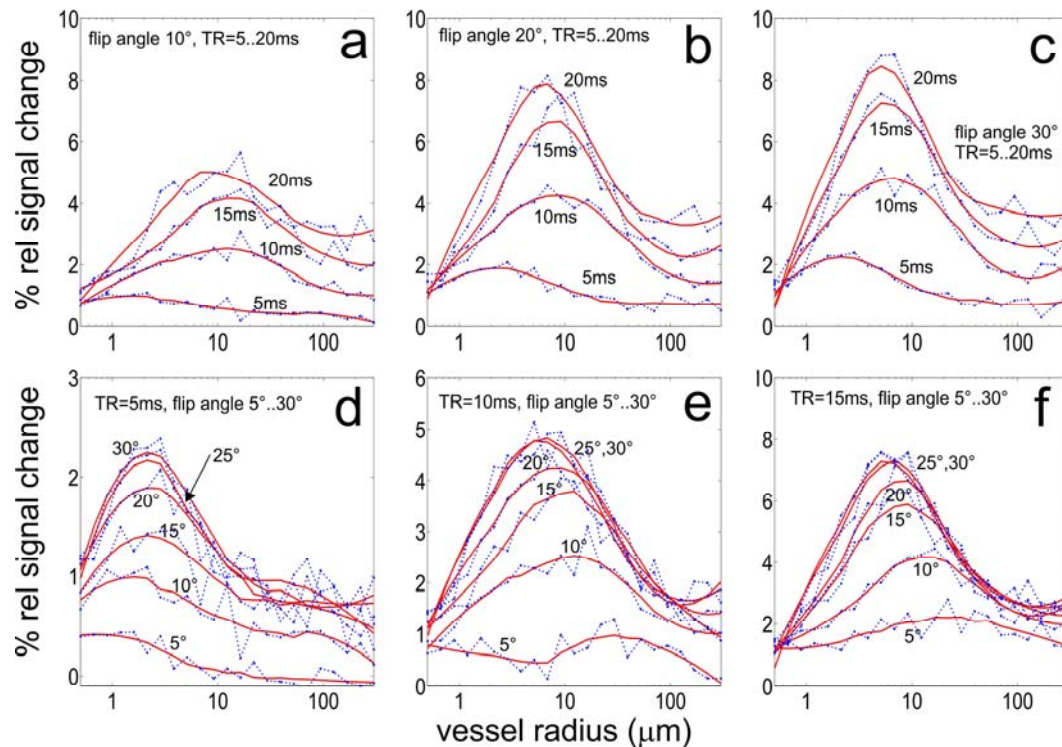 % rel signal change
10
8
6
4
2
0
flip angle 10°, TR=5..20ms
a
20ms
15ms
10ms
5ms
1
10
100
10
8
6
4
2
0
flip angle 20°, TR=5..20ms
b
20ms
15ms
10ms
5ms
1
10
100
10
8
6
4
2
0
c
20ms
15ms
flip angle 30°
TR=5..20ms
10ms
5ms
1
10
100
% rel signal change
3
2
1
0
TR=5ms, flip angle 5°..30°
d
30°
25°
20°
15°
10°
5°
1
10
100
6
5
4
3
2
1
0
TR=10ms, flip angle 5°..30°
e
25°,30°
20°
15°
10°
5°
1
10
100
10
8
6
4
2
0
TR=15ms, flip angle 5°..30°
f
25°,30°
20°
15°
10°
5°
1
10
100
vessel radius (μm)